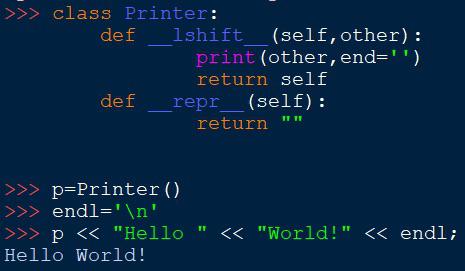 >>> class Printer:
        def __lshift__(self,other):
                print(other,end='')
                return self
        def __repr__(self):
                return ""
>>> p=Printer()
>>> endl='\n'
>>> p << "Hello " << "World!" << endl;
Hello World!